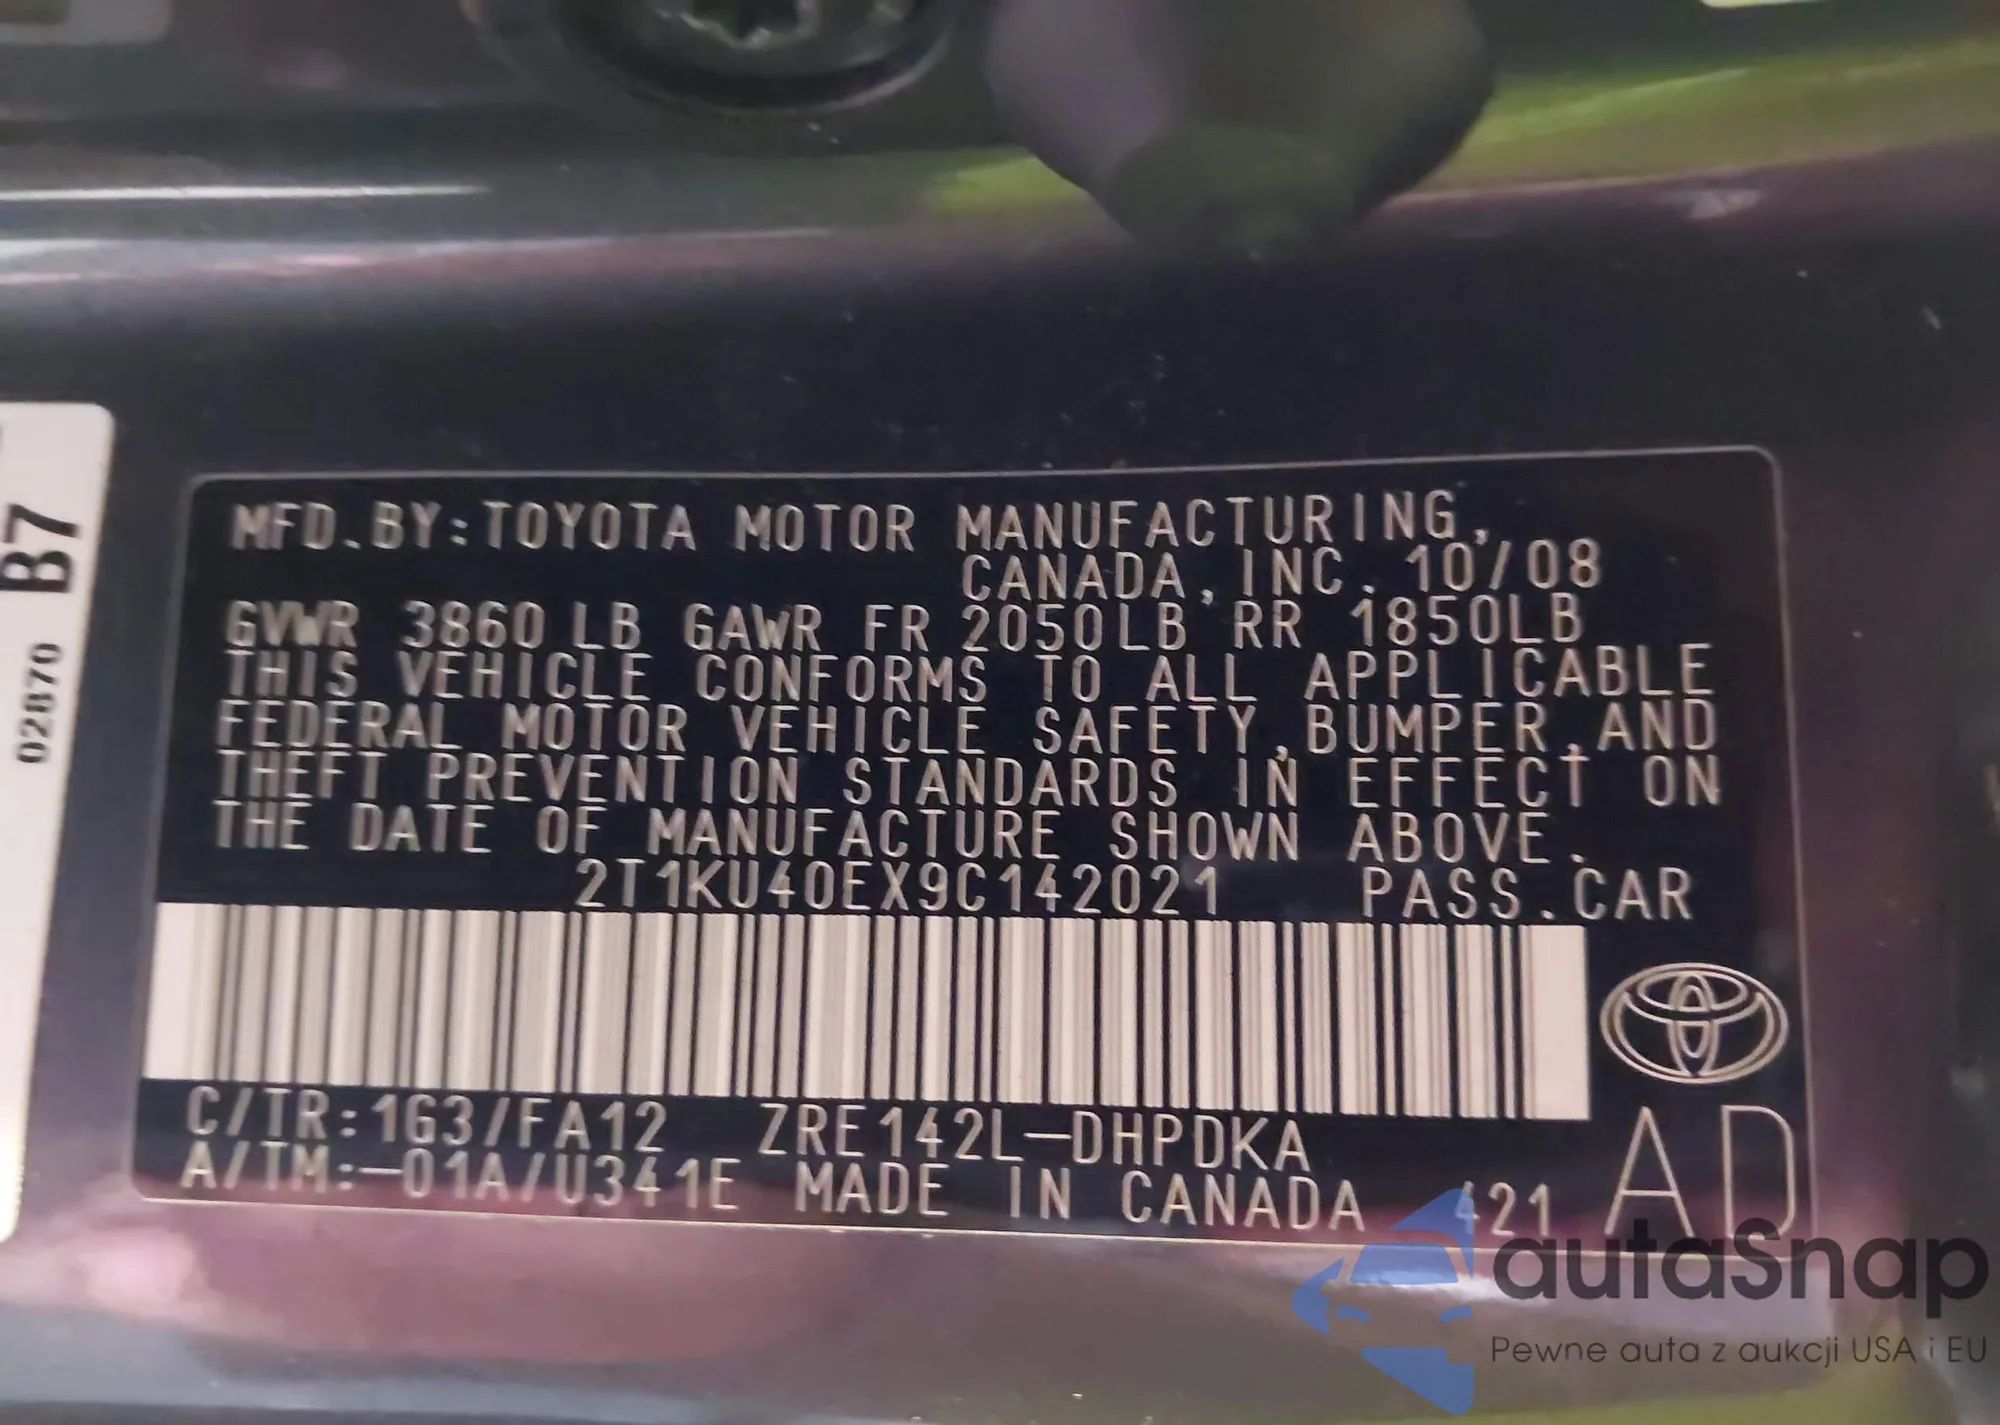 MFD.BY:TOYOTA MOTOR MANUFACTURING,
CANADA,INC. 10/08
GVWR 3860LB GAWR FR 2050LB RR 1850LB
THIS VEHICLE CONFORMS TO ALL APPLICABLE
FEDERAL MOTOR VEHICLE SAFETY,BUMPER,AND
THEFT PREVENTION STANDARDS IN EFFECT ON
THE DATE OF MANUFACTURE SHOWN ABOVE.
2T1KU40EX9C142021 PASS.CAR
C/TR:1G3/FA12 ZRE142L-DHPDKA
A/TM:-01A/U341E MADE IN CANADA 421
AD
B7
02870
autaSnap
Pewne auta z aukcji USA i EU